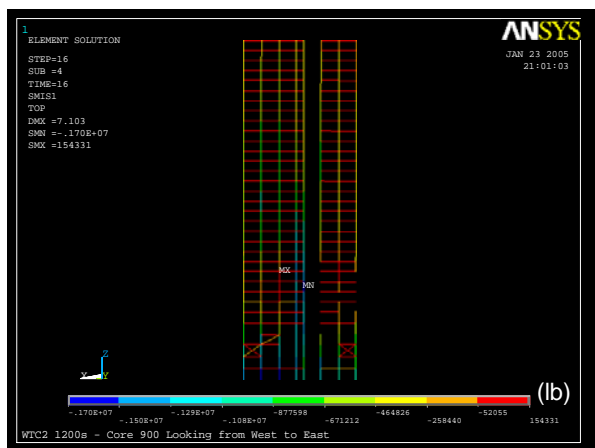 1
ANSYS
ELEMENT SOLUTION
JAN 23 2005
21:01:03
STEP=16
SUB =4
TIME=16
SMIS1
TOP
DMX =7.103
SMN =-.170E+07
SMX =154331
MX
MN
Z
X Y
(lb)
-.170E+07 -.129E+07 -877598 -464826 -52055
-.150E+07 -.108E+07 -671212 -258440 154331
WTC2 1200s - Core 900 Looking from West to East